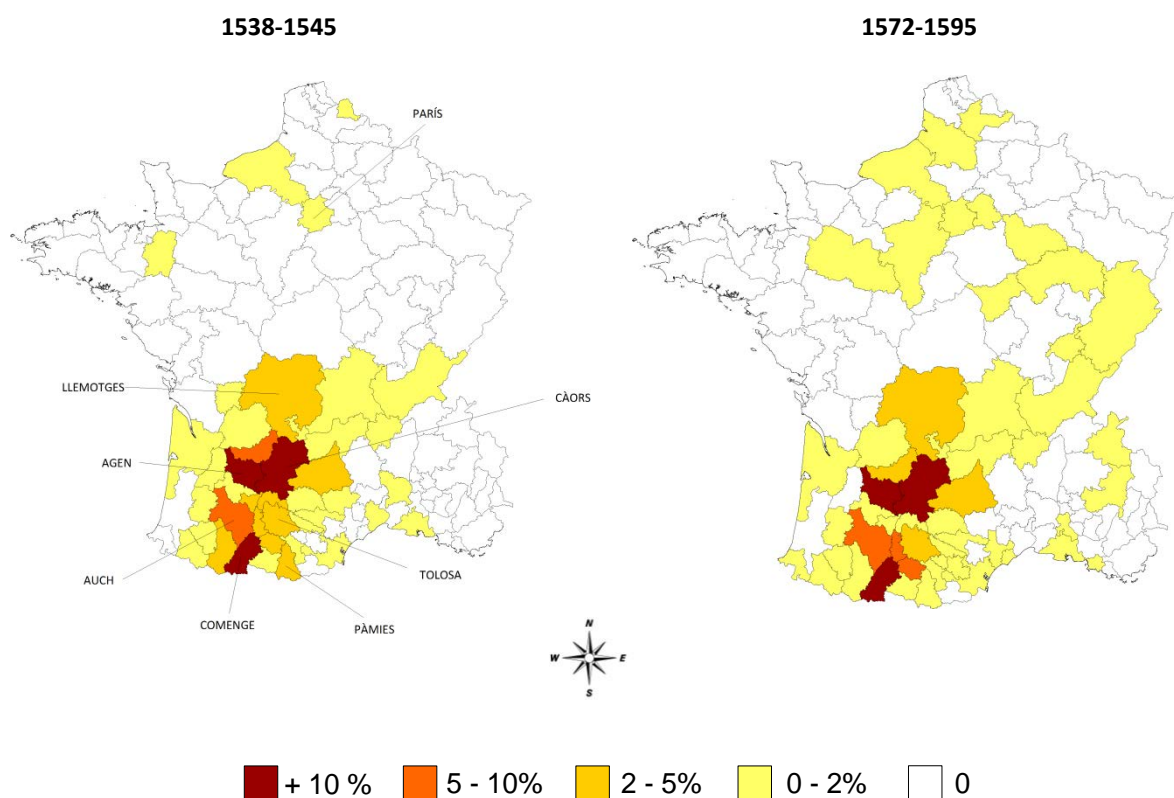 1538-1545
1572-1595
PARÍS
LLEMOTGES
CÀORS
AGEN
AUCH
TOLOSA
COMENGE
PÀMIES
N
W E
S
+ 10 %
5 - 10%
2 - 5%
0 - 2%
0